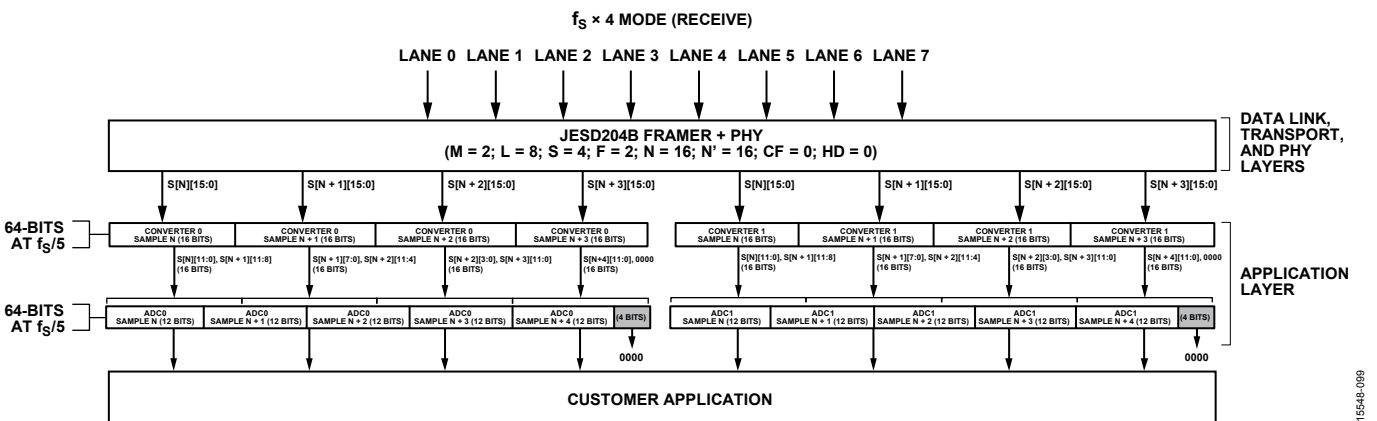 fS × 4 MODE (RECEIVE)
LANE 0 LANE 1 LANE 2 LANE 3 LANE 4 LANE 5 LANE 6 LANE 7
JESD204B FRAMER + PHY
(M = 2; L = 8; S = 4; F = 2; N = 16; N' = 16; CF = 0; HD = 0)
DATA LINK,
TRANSPORT,
AND PHY
LAYERS
S[N][15:0] S[N + 1][15:0] S[N + 2][15:0] S[N + 3][15:0] S[N][15:0] S[N + 1][15:0] S[N + 2][15:0] S[N + 3][15:0]
64-BITS
AT fS/5
CONVERTER 0
SAMPLE N (16 BITS)
CONVERTER 0
SAMPLE N + 1 (16 BITS)
CONVERTER 0
SAMPLE N + 2 (16 BITS)
CONVERTER 0
SAMPLE N + 3 (16 BITS)
CONVERTER 1
SAMPLE N (16 BITS)
CONVERTER 1
SAMPLE N + 1 (16 BITS)
CONVERTER 1
SAMPLE N + 2 (16 BITS)
CONVERTER 1
SAMPLE N + 3 (16 BITS)
S[N][11:0], S[N + 1][11:8]
(16 BITS)
S[N + 1][7:0], S[N + 2][11:4]
(16 BITS)
S[N + 2][3:0], S[N + 3][11:0]
(16 BITS)
S[N+4][11:0], 0000
(16 BITS)
S[N][11:0], S[N + 1][11:8]
(16 BITS)
S[N + 1][7:0], S[N + 2][11:4]
(16 BITS)
S[N + 2][3:0], S[N + 3][11:0]
(16 BITS)
S[N + 4][11:0], 0000
(16 BITS)
APPLICATION
LAYER
64-BITS
AT fS/5
ADC0
SAMPLE N (12 BITS)
ADC0
SAMPLE N + 1 (12 BITS)
ADC0
SAMPLE N + 2 (12 BITS)
ADC0
SAMPLE N + 3 (12 BITS)
ADC0
SAMPLE N + 4 (12 BITS)
(4 BITS)
ADC1
SAMPLE N (12 BITS)
ADC1
SAMPLE N + 1 (12 BITS)
ADC1
SAMPLE N + 2 (12 BITS)
ADC1
SAMPLE N + 3 (12 BITS)
ADC1
SAMPLE N + 4 (12 BITS)
(4 BITS)
0000
0000
CUSTOMER APPLICATION
15548-099